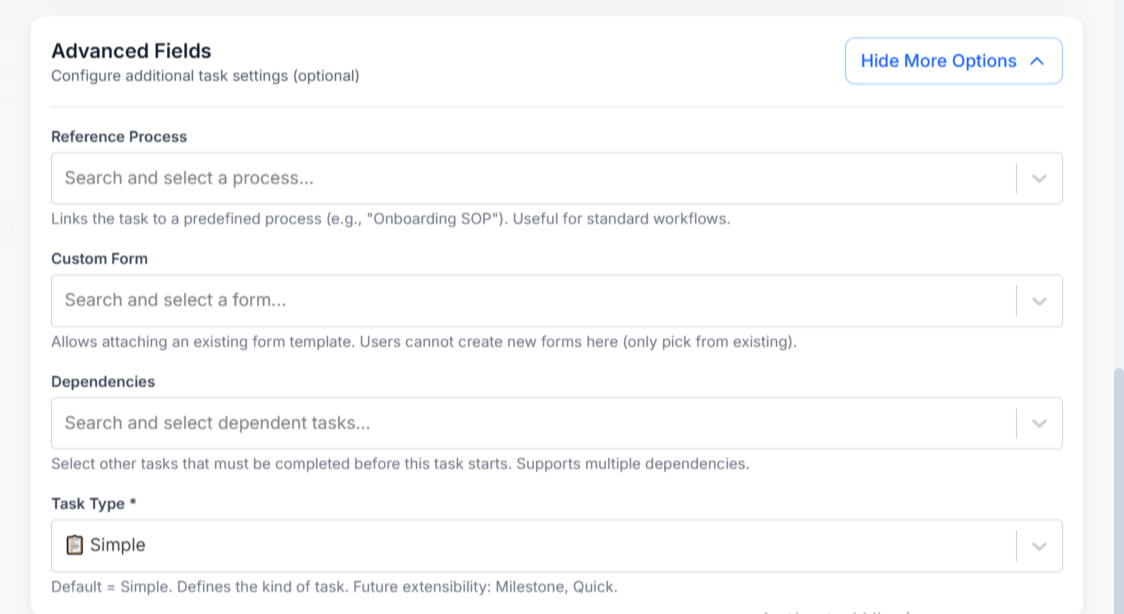 Advanced Fields
Configure additional task settings (optional)
Hide More Options
Reference Process
Search and select a process...
Links the task to a predefined process (e.g., "Onboarding SOP"). Useful for standard workflows.
Custom Form
Search and select a form...
Allows attaching an existing form template. Users cannot create new forms here (only pick from existing).
Dependencies
Search and select dependent tasks...
Select other tasks that must be completed before this task starts. Supports multiple dependencies.
Task Type *
Simple
Default = Simple. Defines the kind of task. Future extensibility: Milestone, Quick.